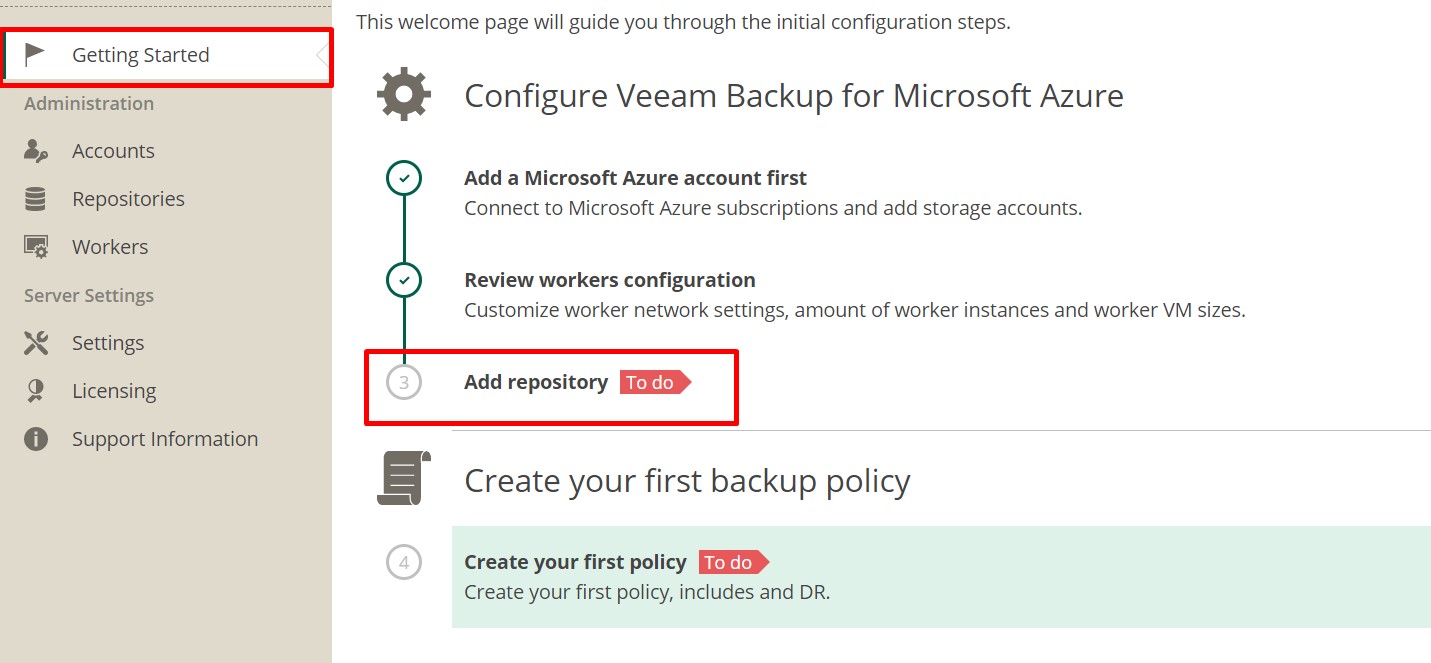 This welcome page will guide you through the initial configuration steps.
Getting Started
Administration
Accounts
Repositories
Workers
Server Settings
Settings
Licensing
Support Information
Configure Veeam Backup for Microsoft Azure
Add a Microsoft Azure account first
Connect to Microsoft Azure subscriptions and add storage accounts.
Review workers configuration
Customize worker network settings, amount of worker instances and worker VM sizes.
3 Add repository To do
Create your first backup policy
4 Create your first policy To do
Create your first policy, includes and DR.